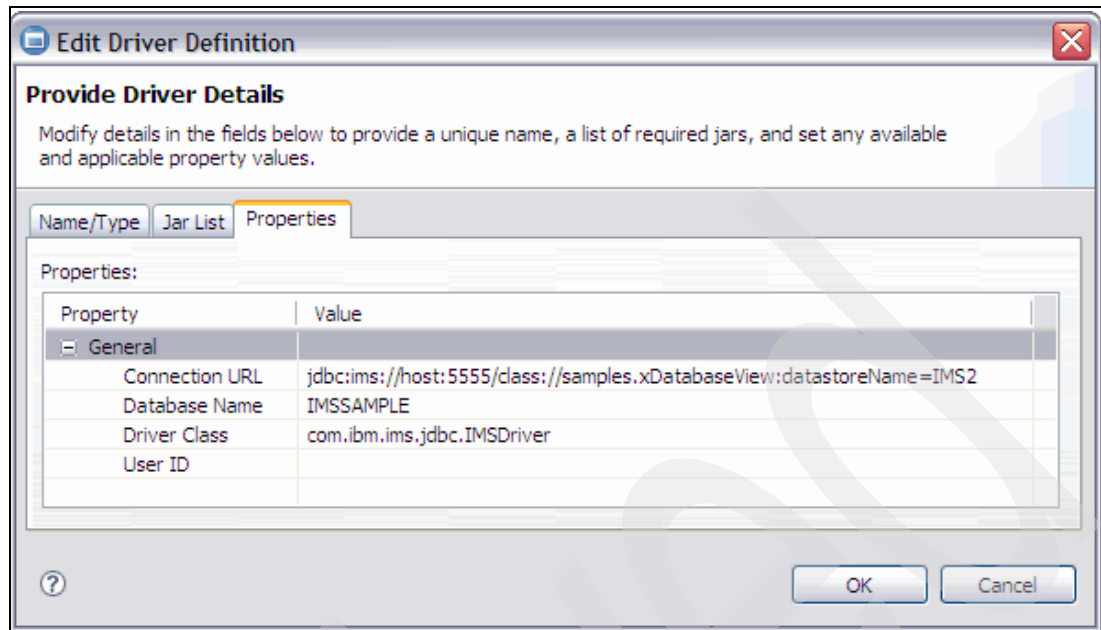 Edit Driver Definition
Provide Driver Details
Modify details in the fields below to provide a unique name, a list of required jars, and set any available
and applicable property values.
Name/Type Jar List Properties
Properties:
Property Value
General
Connection URL jdbc:ims://host:5555/class://samples.xDatabaseView:datastoreName=IMS2
Database Name IMSSAMPLE
Driver Class com.ibm.ims.jdbc.IMSDriver
User ID
OK Cancel